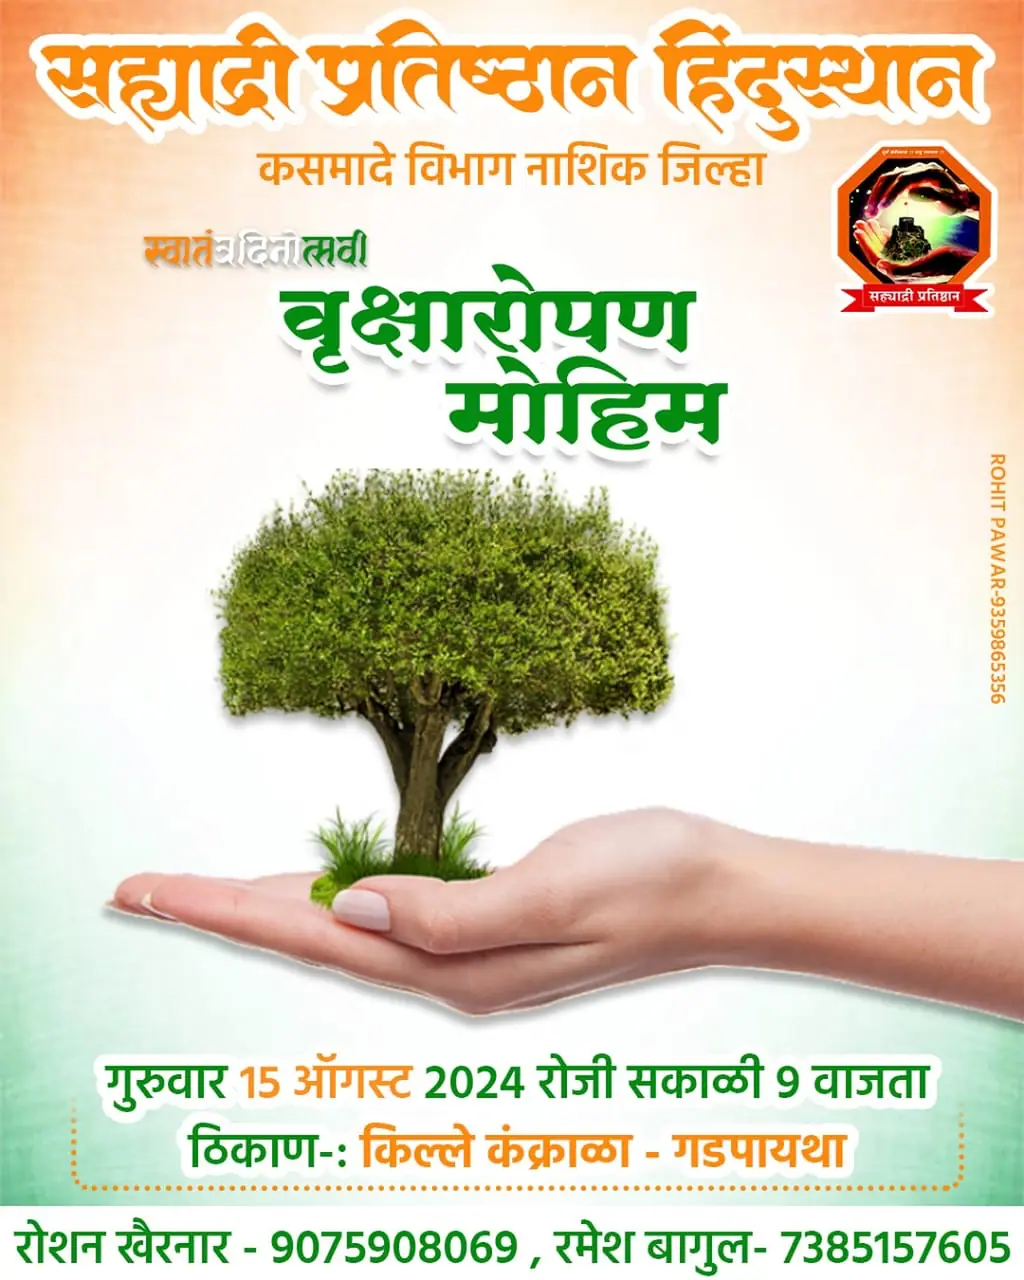 सह्याद्री प्रतिष्ठान हिंदुस्थान
कसमादे विभाग नाशिक जिल्हा
स्वातंत्रदिनोत्सवी
वृक्षारोपण
मोहिम
सह्याद्री प्रतिष्ठान
ROHIT PAWAR-9359865356
गुरुवार 15 ऑगस्ट 2024 रोजी सकाळी 9 वाजता
ठिकाण-: किल्ले कंक्राळा - गडपायथा
रोशन खैरनार - 9075908069 , रमेश बागुल- 7385157605